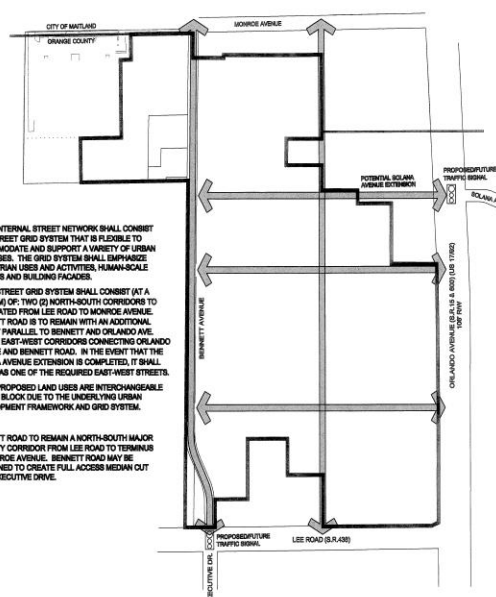 CITY OF MAITLAND
ORANGE COUNTY
MONROE AVENUE
POTENTIAL SOLANA
AVENUE EXTENSION
PROPOSED/FUTURE
TRAFFIC SIGNAL
SOLANA A
NTERNAL STREET NETWORK SHALL CONSIST
REET GRID SYSTEM THAT IS FLEXIBLE TO
MODATE AND SUPPORT A VARIETY OF URBAN
SES. THE GRID SYSTEM SHALL EMPHASIZE
TRIAN USES AND ACTIVITIES, HUMAN-SCALE
S AND BUILDING FACADES.
STREET GRID SYSTEM SHALL CONSIST (AT A
M) OF: TWO (2) NORTH-SOUTH CORRIDORS TO
ATED FROM LEE ROAD TO MONROE AVENUE.
TT ROAD IS TO REMAIN WITH AN ADDITIONAL
T PARALLEL TO BENNETT AND ORLANDO AVE.
EAST-WEST CORRIDORS CONNECTING ORLANDO
E AND BENNETT ROAD. IN THE EVENT THAT THE
A AVENUE EXTENSION IS COMPLETED, IT SHALL
AS ONE OF THE REQUIRED EAST-WEST STREETS.
PROPOSED LAND USES ARE INTERCHANGEABLE
BLOCK DUE TO THE UNDERLYING URBAN
OPMENT FRAMEWORK AND GRID SYSTEM.
TT ROAD TO REMAIN A NORTH-SOUTH MAJOR
Y CORRIDOR FROM LEE ROAD TO TERMINUS
ROE AVENUE. BENNETT ROAD MAY BE
NED TO CREATE FULL ACCESS MEDIAN CUT
XECUTIVE DRIVE.
BENNETT AVENUE
ORLANDO AVENUE (S.R.15 & 600) (US 17/92)
100' R/W
PROPOSED/FUTURE
TRAFFIC SIGNAL
LEE ROAD (S.R.438)
ECUTIVE DR.